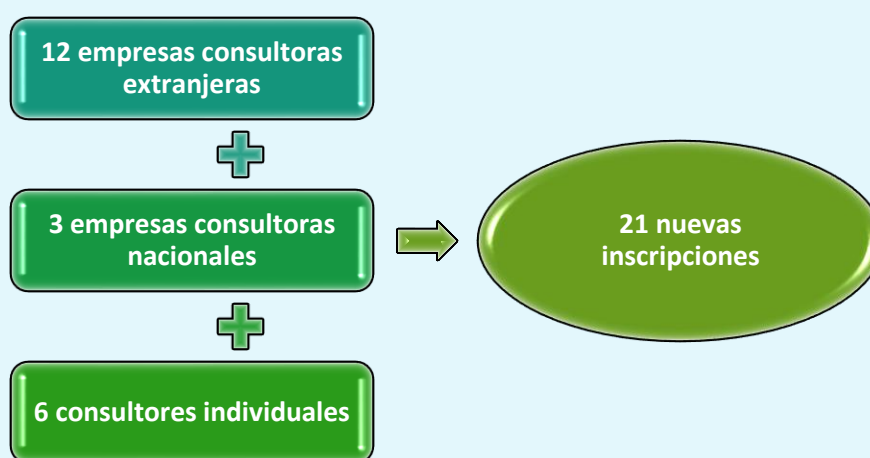 12 empresas consultoras
extranjeras
3 empresas consultoras
nacionales
6 consultores individuales
21 nuevas
inscripciones